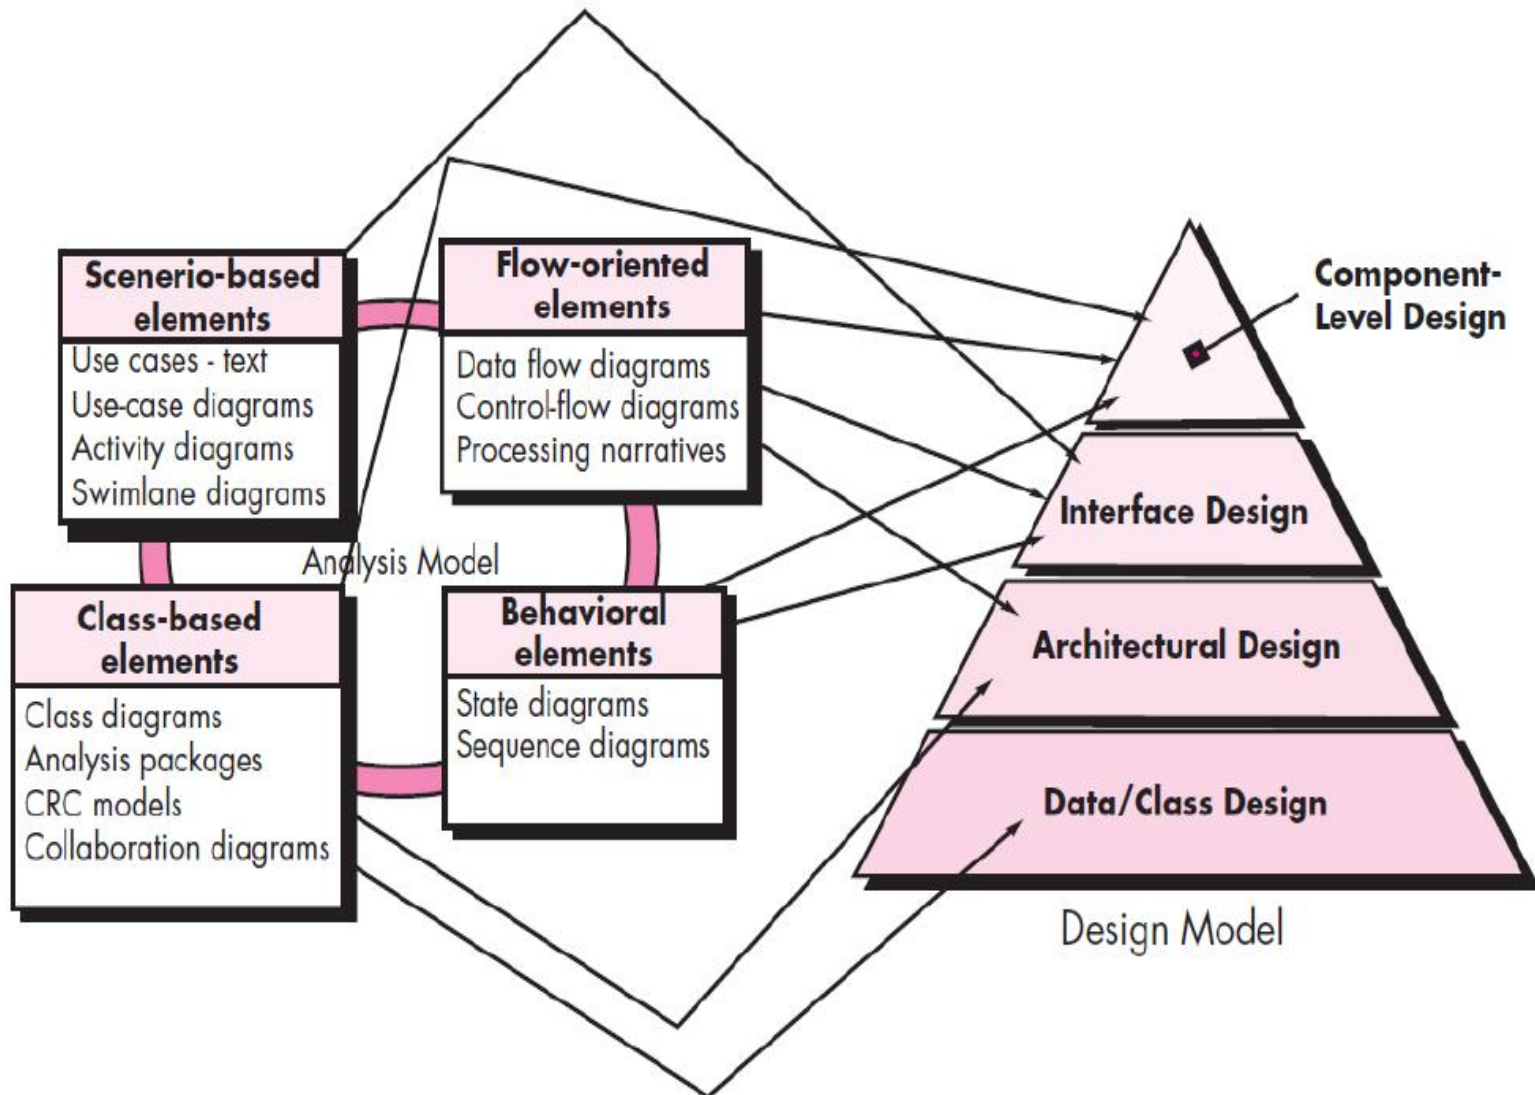 Scenerio-based
elements
Use cases - text
Use-case diagrams
Activity diagrams
Swimlane diagrams
Flow-oriented
elements
Data flow diagrams
Control-flow diagrams
Processing narratives
Analysis Model
Class-based
elements
Class diagrams
Analysis packages
CRC models
Collaboration diagrams
Behavioral
elements
State diagrams
Sequence diagrams
Component-
Level Design
Interface Design
Architectural Design
Data/Class Design
Design Model